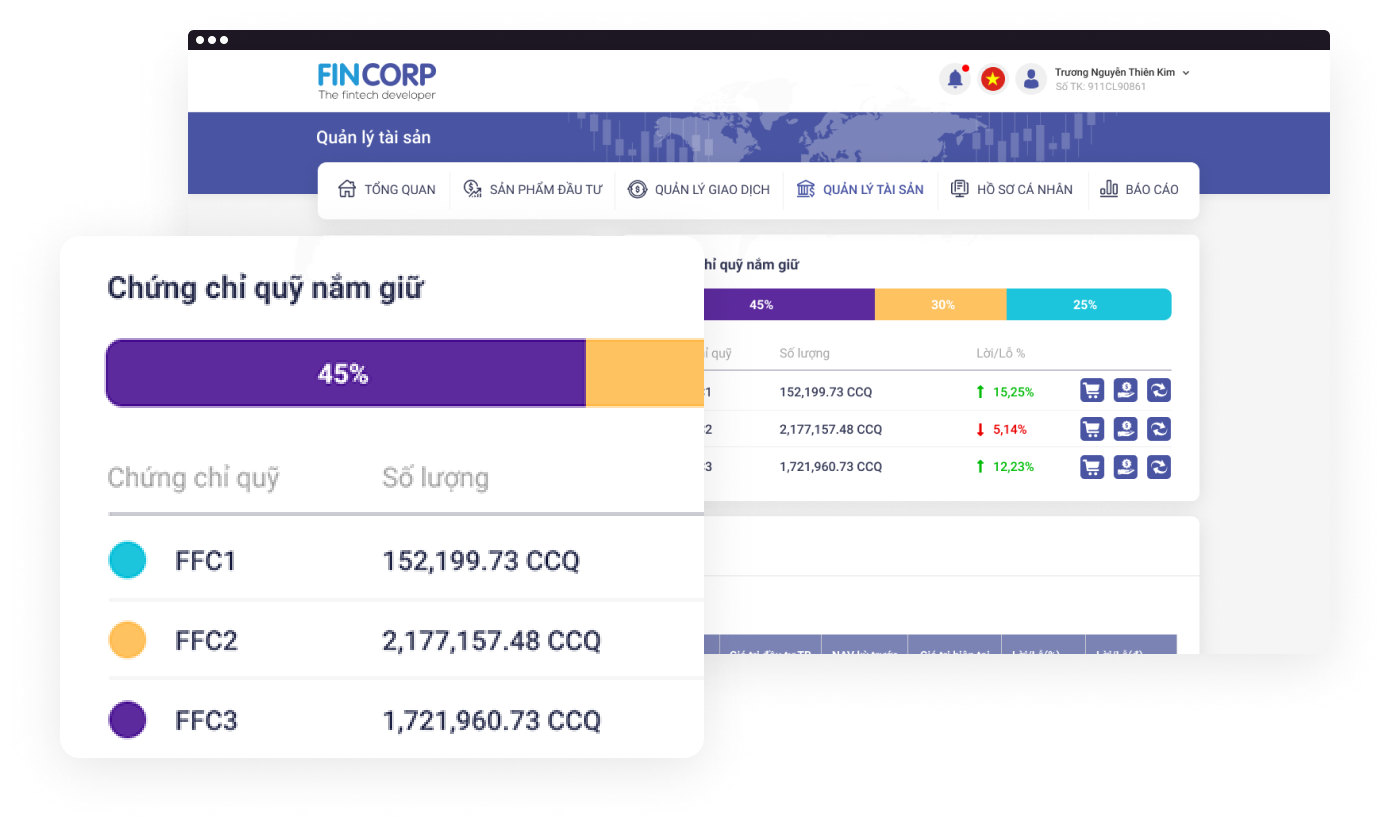 FINCORP
The fintech developer
Trương Nguyễn Thiên Kim
Số TK: 911CL90861
Quản lý tài sản
TỔNG QUAN
SẢN PHẨM ĐẦU TƯ
QUẢN LÝ GIAO DỊCH
QUẢN LÝ TÀI SẢN
HỒ SƠ CÁ NHÂN
BÁO CÁO
Chứng chỉ quỹ nắm giữ
45%
Chứng chỉ quỹ Số lượng
FFC1 152,199.73 CCQ
FFC2 2,177,157.48 CCQ
FFC3 1,721,960.73 CCQ
hỉ quỹ nắm giữ
45% 30% 25%
ỉ quỹ Số lượng Lời/Lỗ %
1 152,199.73 CCQ 15,25%
2 2,177,157.48 CCQ 5,14%
3 1,721,960.73 CCQ 12,23%